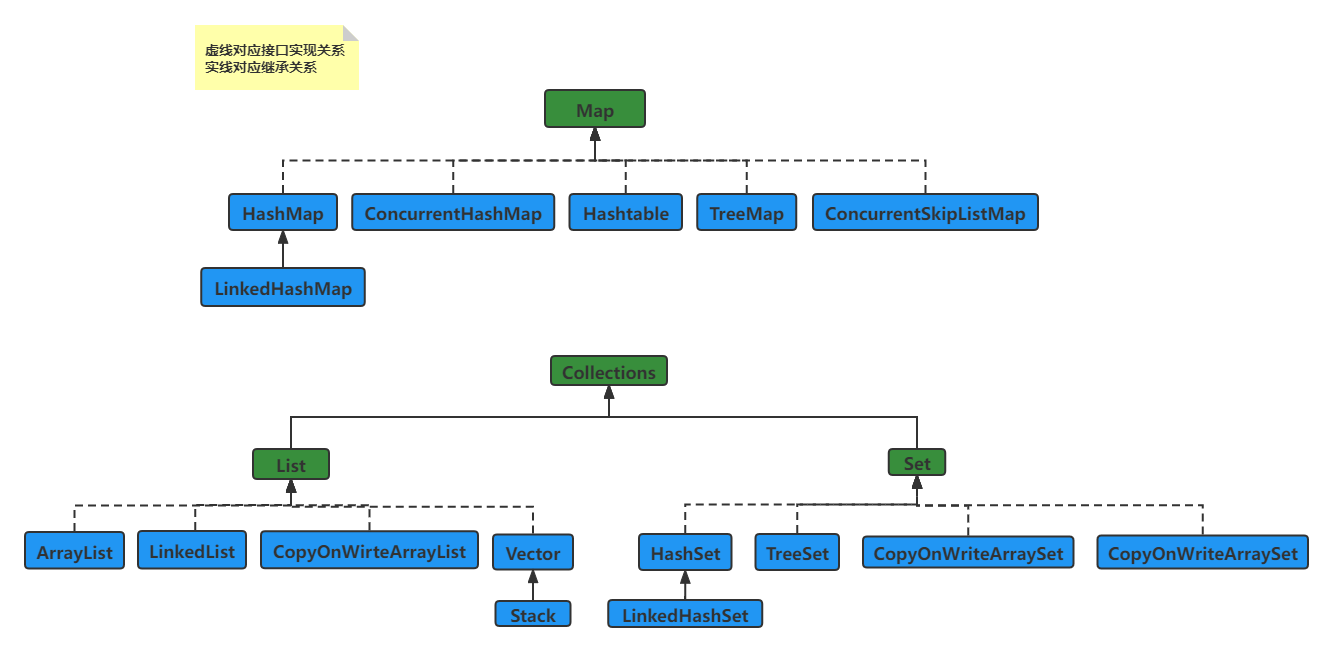 虚线对应接口实现关系
实线对应继承关系
Map
HashMap
ConcurrentHashMap
Hashtable
TreeMap
ConcurrentSkipListMap
LinkedHashMap
Collections
List
Set
ArrayList
LinkedList
CopyOnWirteArrayList
Vector
HashSet
TreeSet
CopyOnWriteArraySet
CopyOnWriteArraySet
Stack
LinkedHashSet